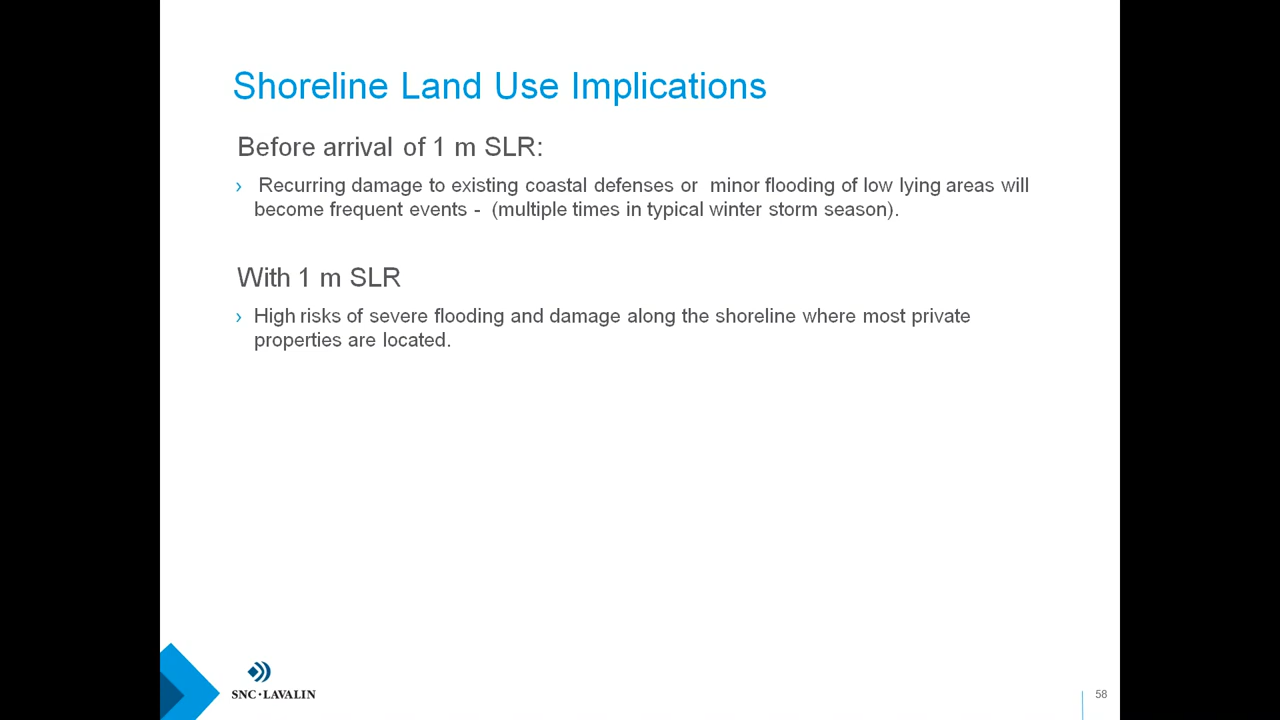 Shoreline Land Use Implications
Before arrival of 1 m SLR:
› Recurring damage to existing coastal defenses or minor flooding of low lying areas will
become frequent events - (multiple times in typical winter storm season).
With 1 m SLR
› High risks of severe flooding and damage along the shoreline where most private
properties are located.
SNC·LAVALIN
58